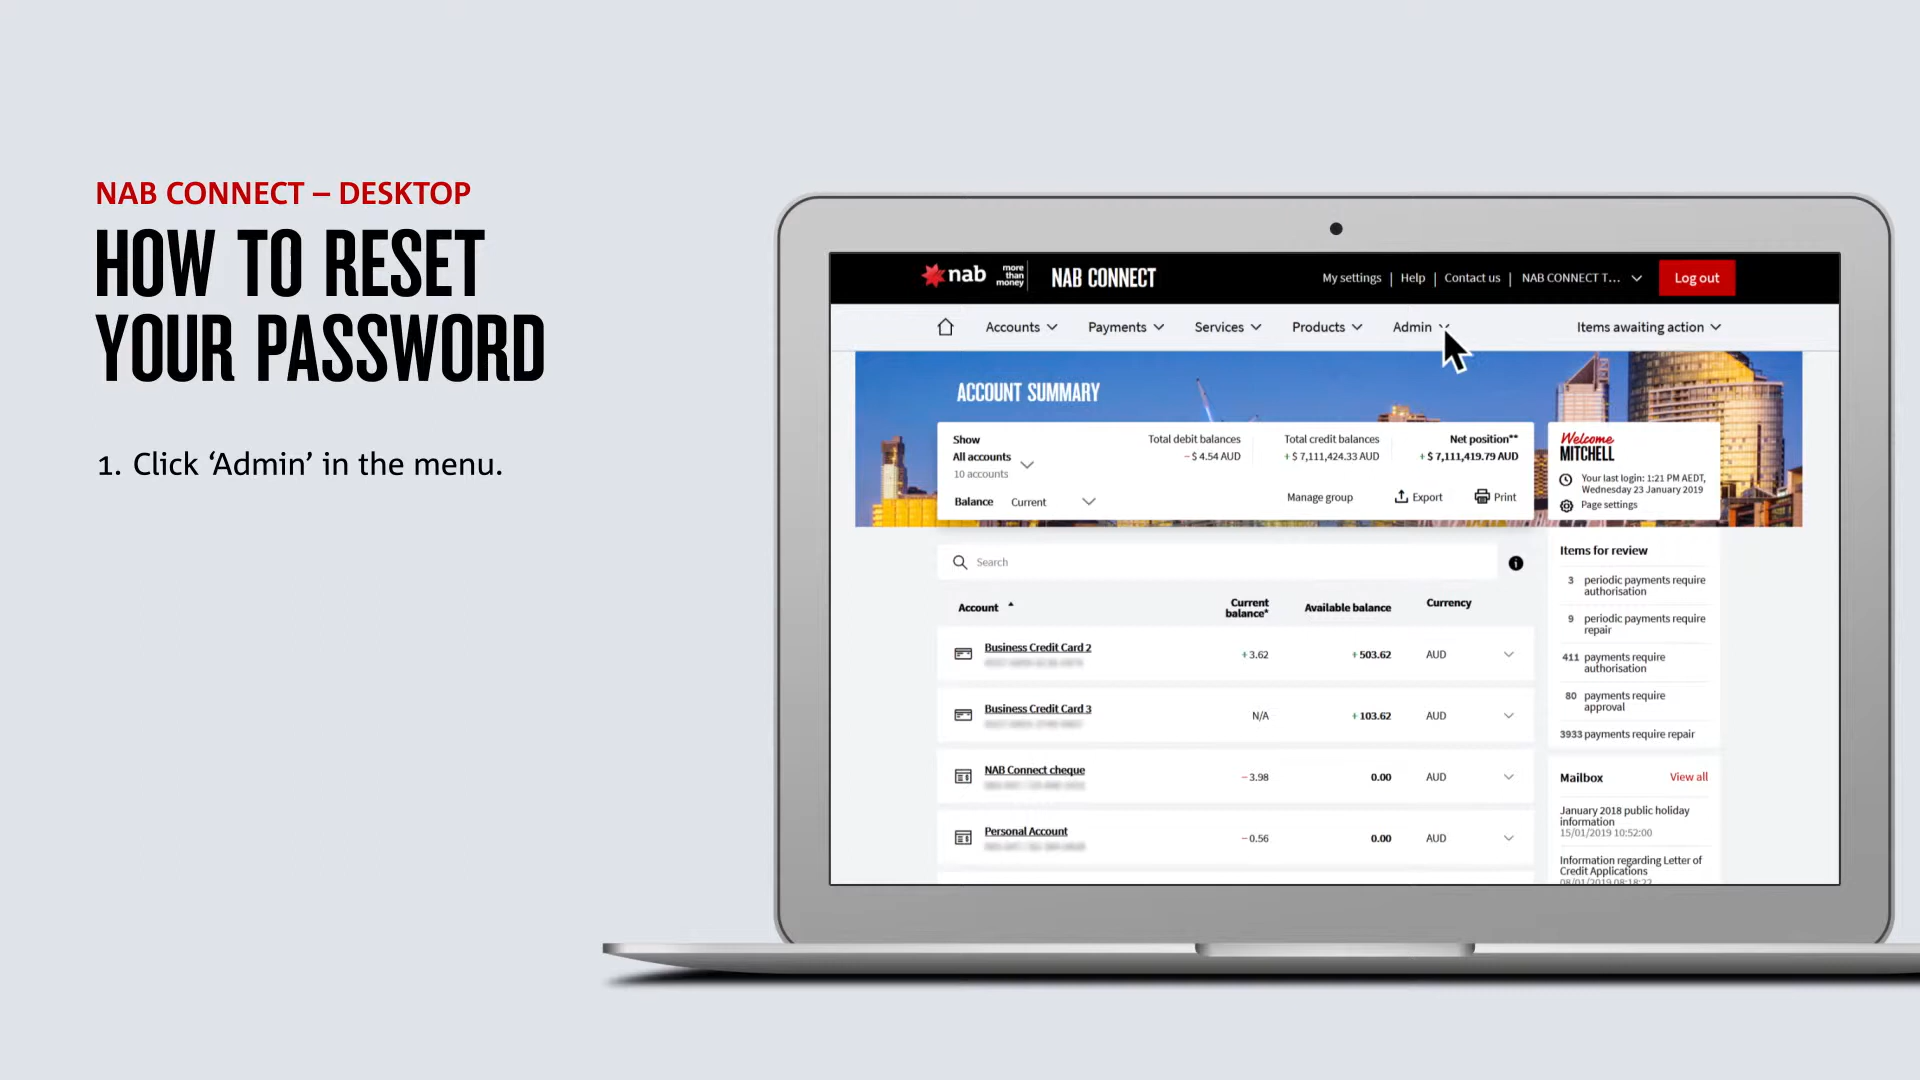 NAB CONNECT – DESKTOP
HOW TO RESET
YOUR PASSWORD
1. Click ‘Admin’ in the menu.
nab
more
than
money
NAB CONNECT
My settings | Help | Contact us | NAB CONNECT T...
Log out
Accounts
Payments
Services
Products
Admin
Items awaiting action
ACCOUNT SUMMARY
Show
All accounts
10 accounts
Balance Current
Total debit balances
– $ 4.54 AUD
Total credit balances
+ $ 7,111,424.33 AUD
Net position**
+ $ 7,111,419.79 AUD
Manage group
Export
Print
Welcome
MITCHELL
Your last login: 1:21 PM AEDT,
Wednesday 23 January 2019
Page settings
Search
Account
Current
balance*
Available balance
Currency
Business Credit Card 2
+3.62 +503.62 AUD
Business Credit Card 3
N/A +103.62 AUD
NAB Connect cheque
–3.98 0.00 AUD
Personal Account
–0.56 0.00 AUD
Items for review
3 periodic payments require
authorisation
9 periodic payments require
repair
411 payments require
authorisation
80 payments require
approval
3933 payments require repair
Mailbox View all
January 2018 public holiday
information
15/01/2019 10:52:00
Information regarding Letter of
Credit Applications
08/01/2019 08:18:22